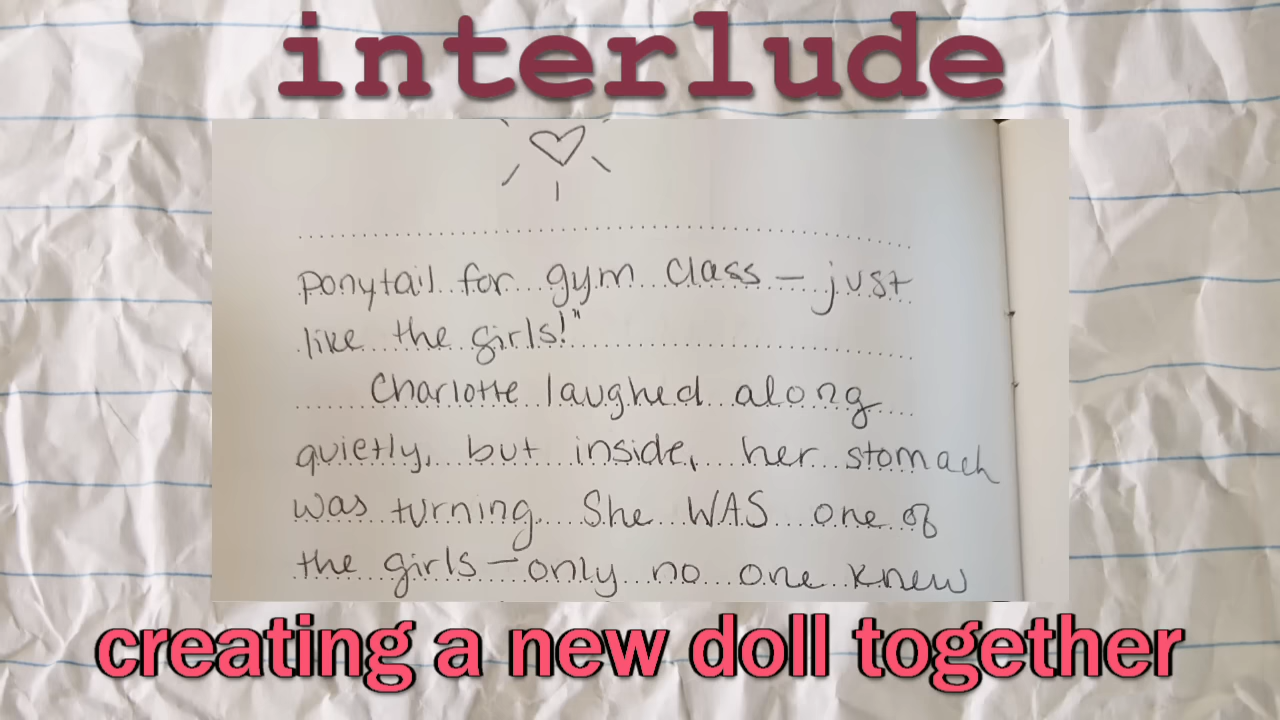 interlude
ponytail for gym class – just
like the girls!"
Charlotte laughed along
quietly, but inside, her stomach
was turning. She WAS one of
the girls – only no one knew
creating a new doll together